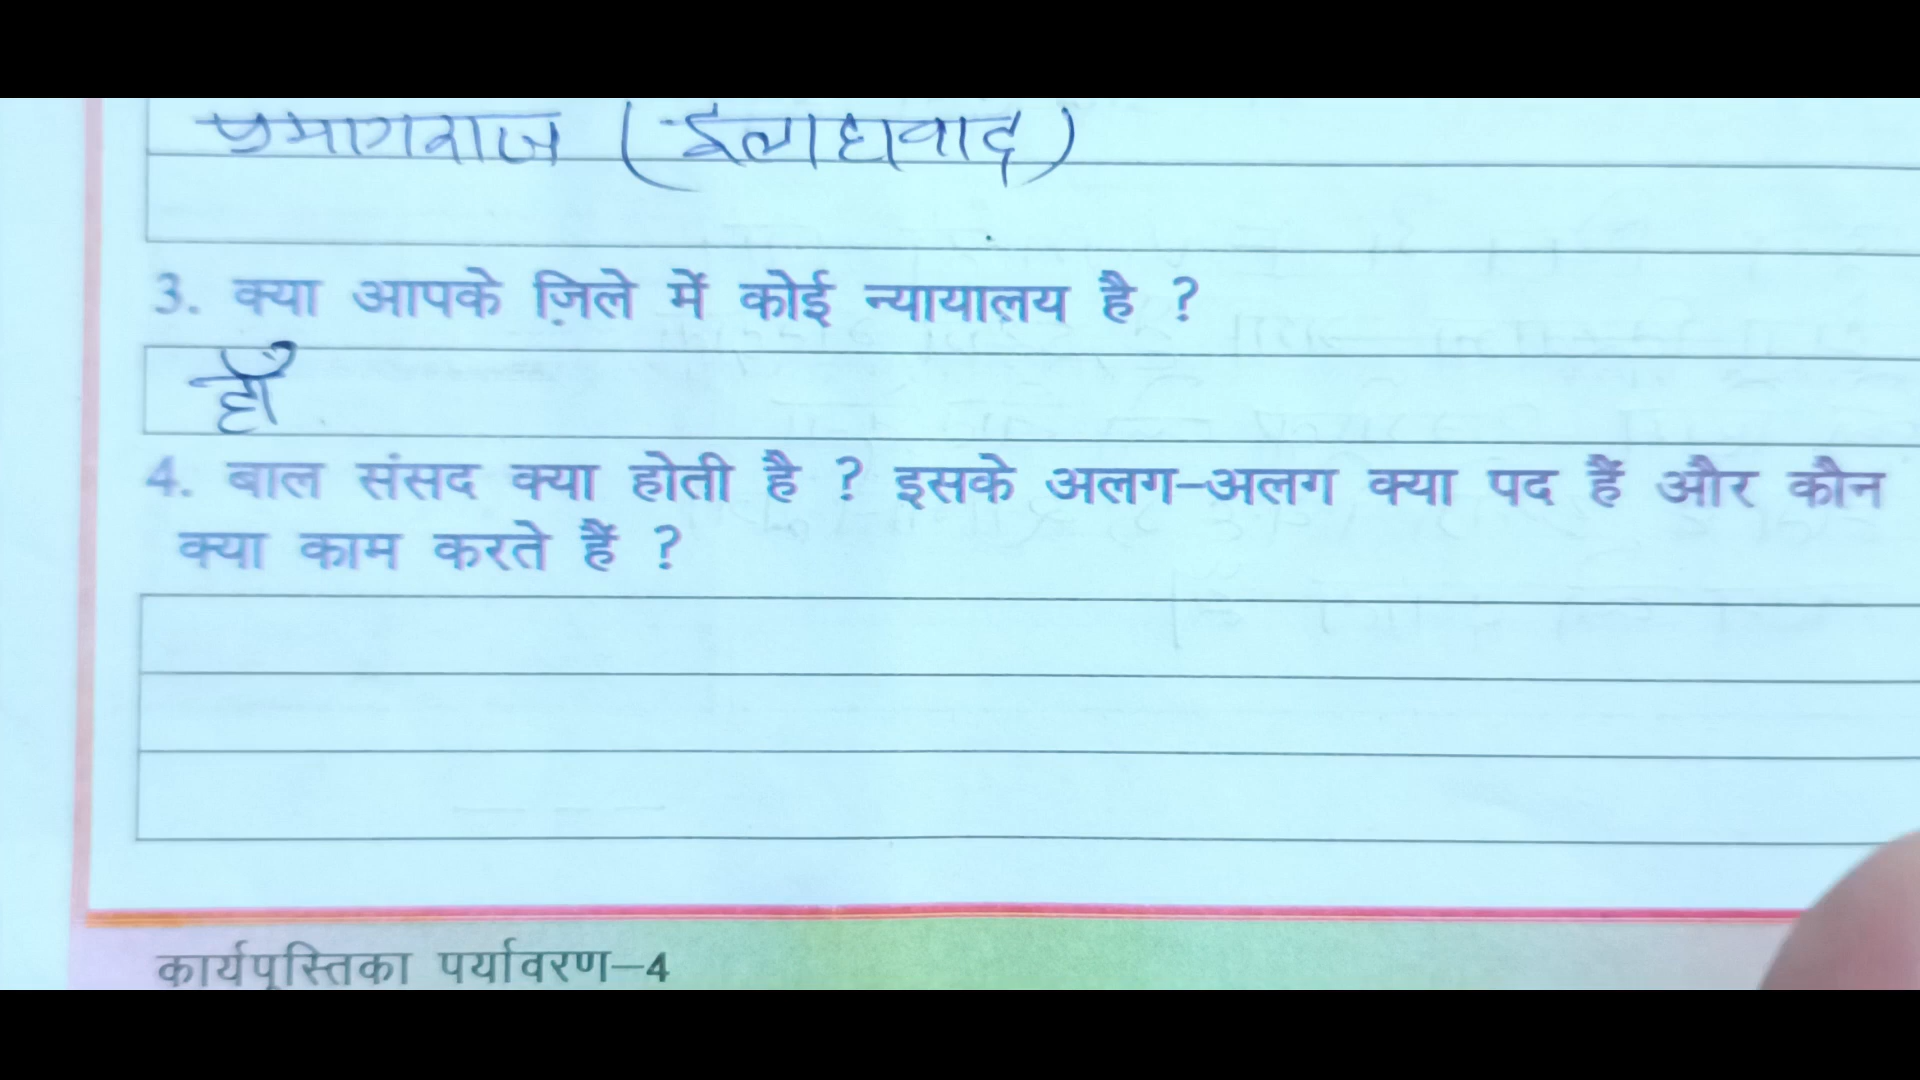 प्रयागराज (इलाहाबाद)
3. क्या आपके ज़िले में कोई न्यायालय है ?
हाँ
4. बाल संसद क्या होती है ? इसके अलग-अलग क्या पद हैं और कौन
क्या काम करते हैं ?
कार्यपुस्तिका पर्यावरण-4